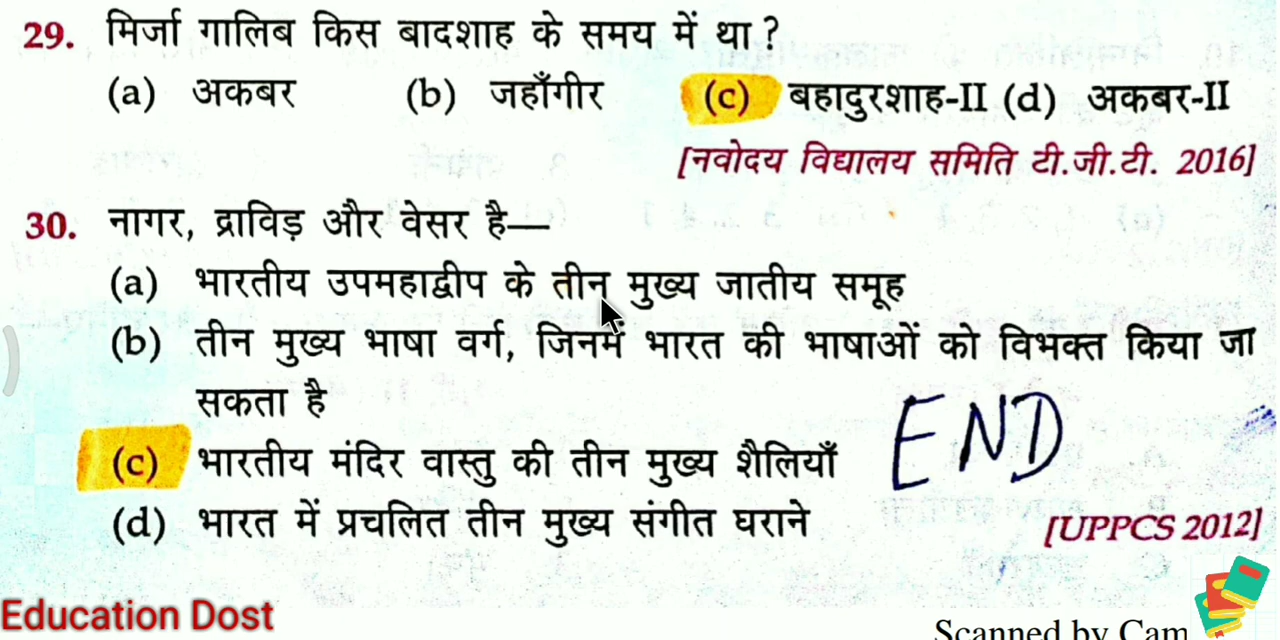 29. मिर्जा गालिब किस बादशाह के समय में था?
(a) अकबर (b) जहाँगीर (c) बहादुरशाह-II (d) अकबर-II
[नवोदय विद्यालय समिति टी.जी.टी. 2016]
30. नागर, द्राविड़ और वेसर है—
(a) भारतीय उपमहाद्वीप के तीन मुख्य जातीय समूह
(b) तीन मुख्य भाषा वर्ग, जिनमें भारत की भाषाओं को विभक्त किया जा
सकता है
(c) भारतीय मंदिर वास्तु की तीन मुख्य शैलियाँ
END
(d) भारत में प्रचलित तीन मुख्य संगीत घराने
[UPPCS 2012]
Education Dost
Scanned by Cam